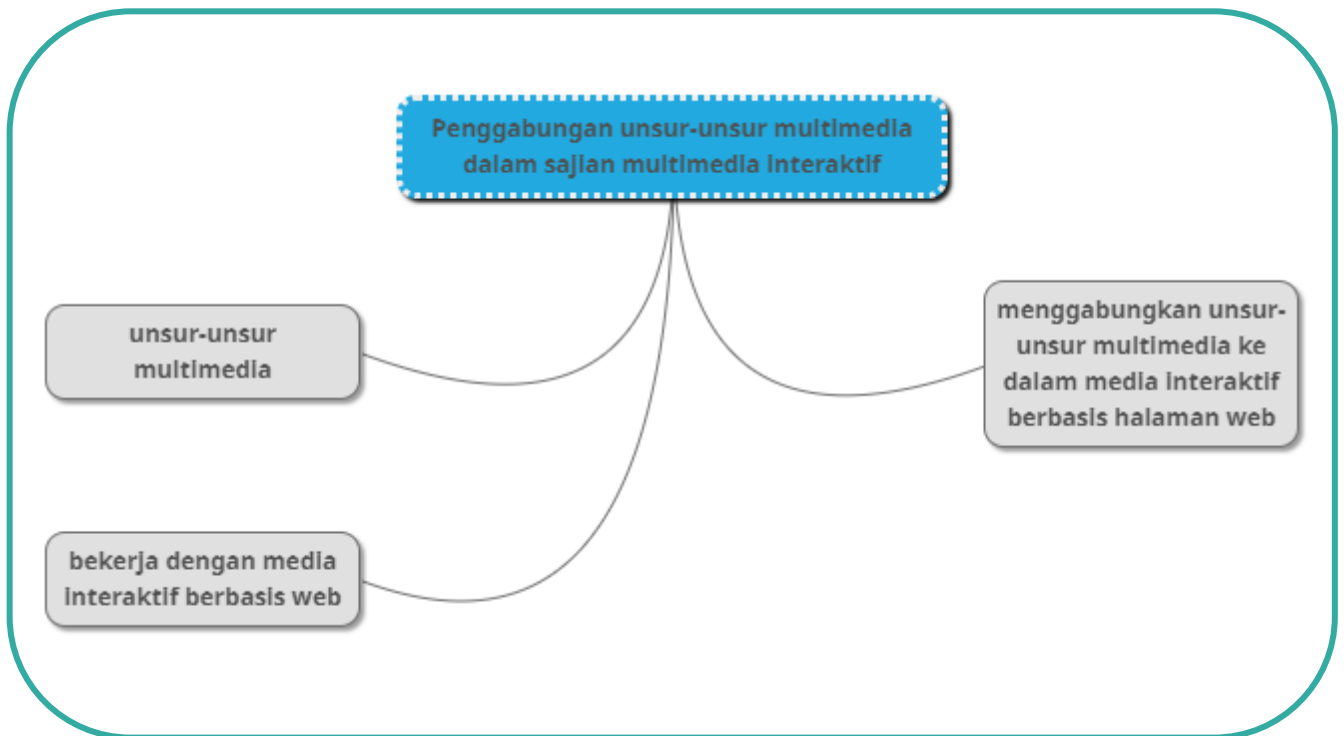 Penggabungan unsur-unsur multimedia
dalam sajian multimedia interaktif
unsur-unsur
multimedia
menggabungkan unsur-
unsur multimedia ke
dalam media interaktif
berbasis halaman web
bekerja dengan media
interaktif berbasis web